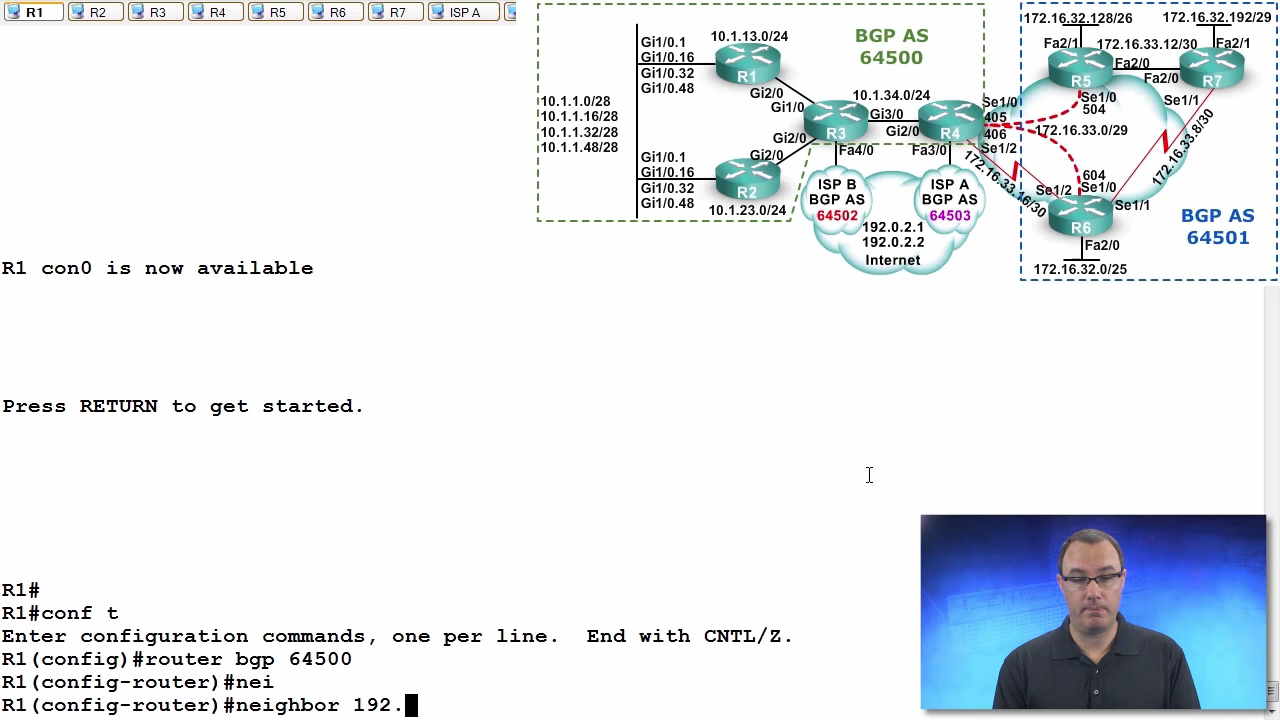 R1
R2
R3
R4
R5
R6
R7
ISP A
10.1.1.0/28
10.1.1.16/28
10.1.1.32/28
10.1.1.48/28
Gi1/0.1
Gi1/0.16
Gi1/0.32
Gi1/0.48
10.1.13.0/24
R1
Gi2/0
Gi1/0
BGP AS
64500
Gi1/0.1
Gi1/0.16
Gi1/0.32
Gi1/0.48
Gi2/0
Gi2/0
R2
10.1.23.0/24
R3
10.1.34.0/24
Gi3/0
Gi2/0
R4
Fa4/0
Fa3/0
Se1/0
405
406
Se1/2
ISP B
BGP AS
64502
ISP A
BGP AS
64503
192.0.2.1
192.0.2.2
Internet
172.16.32.128/26
172.16.32.192/29
Fa2/1
172.16.33.12/30
Fa2/1
R5
Fa2/0
Fa2/0
R7
Se1/0
504
Se1/1
172.16.33.0/29
172.16.33.8/30
172.16.33.16/30
604
Se1/0
Se1/2
Se1/1
R6
Fa2/0
172.16.32.0/25
BGP AS
64501
R1 con0 is now available
Press RETURN to get started.
R1#
R1#conf t
Enter configuration commands, one per line.  End with CNTL/Z.
R1(config)#router bgp 64500
R1(config-router)#nei
R1(config-router)#neighbor 192.